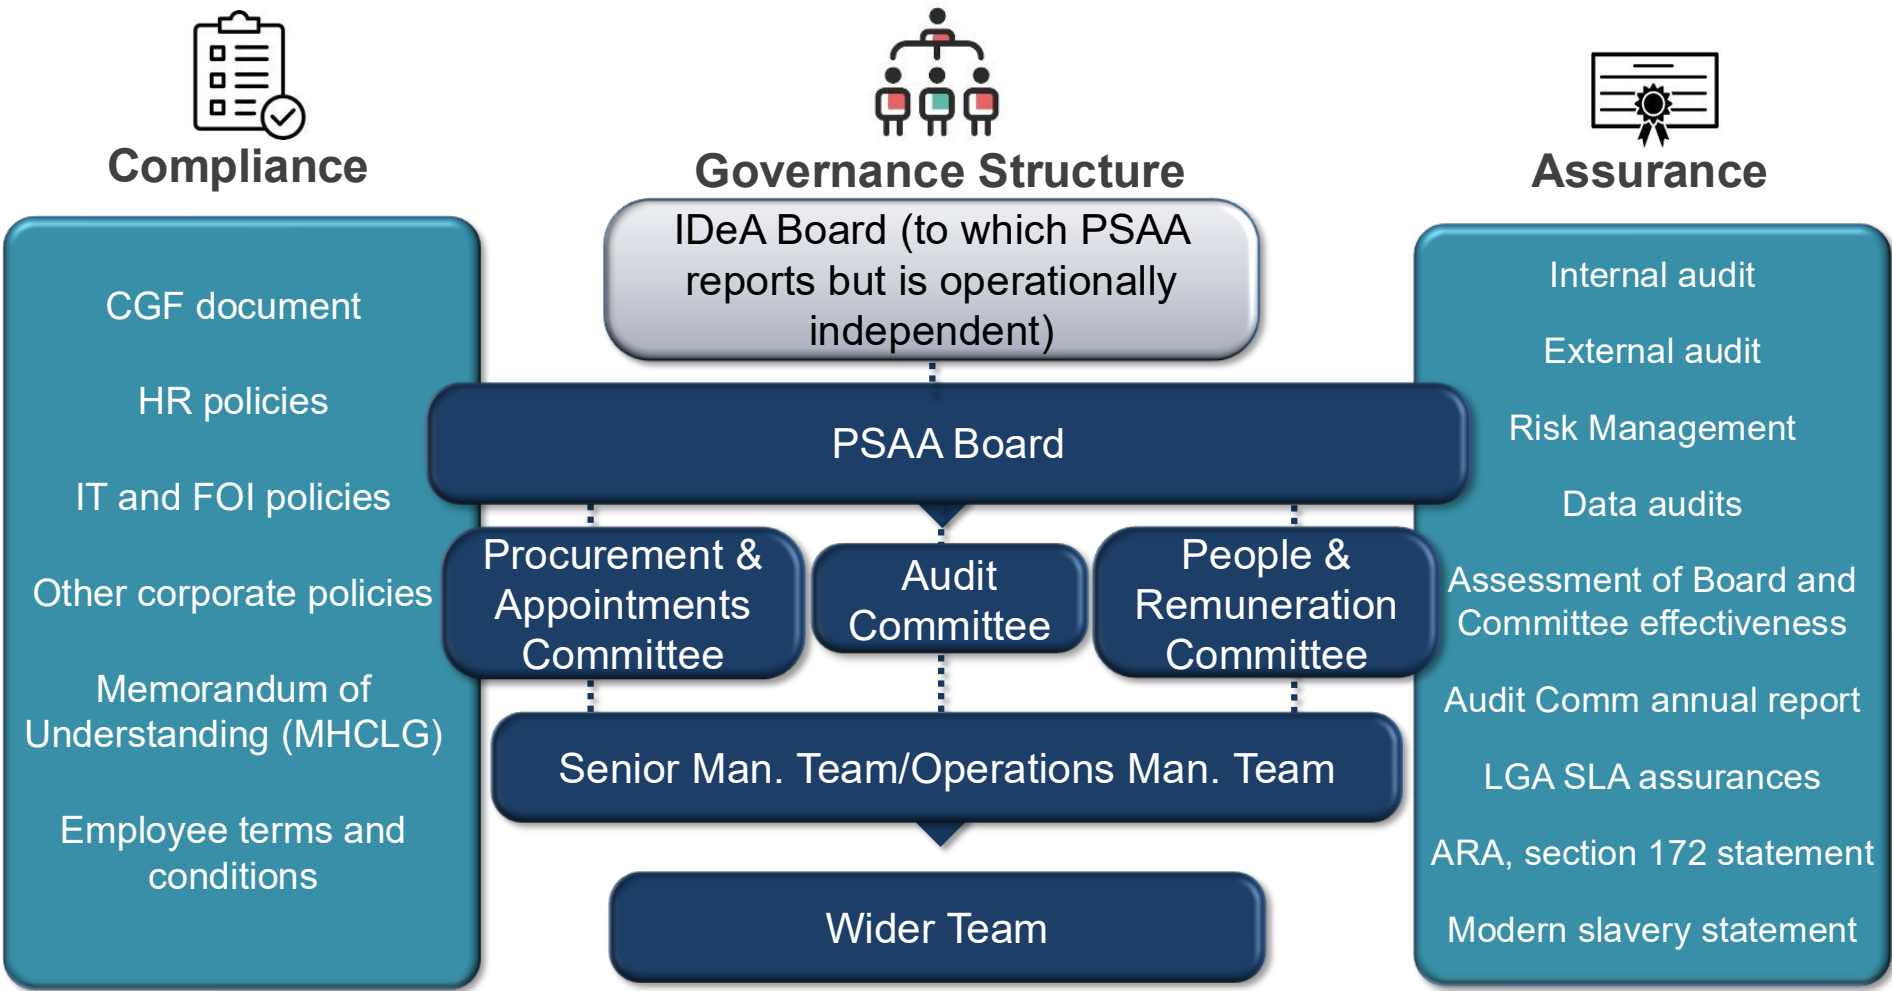 Compliance
CGF document
HR policies
IT and FOI policies
Other corporate policies
Memorandum of
Understanding (MHCLG)
Employee terms and
conditions
Governance Structure
IDeA Board (to which PSAA
reports but is operationally
independent)
PSAA Board
Procurement &
Appointments
Committee
Audit
Committee
People &
Remuneration
Committee
Senior Man. Team/Operations Man. Team
Wider Team
Assurance
Internal audit
External audit
Risk Management
Data audits
Assessment of Board and
Committee effectiveness
Audit Comm annual report
LGA SLA assurances
ARA, section 172 statement
Modern slavery statement